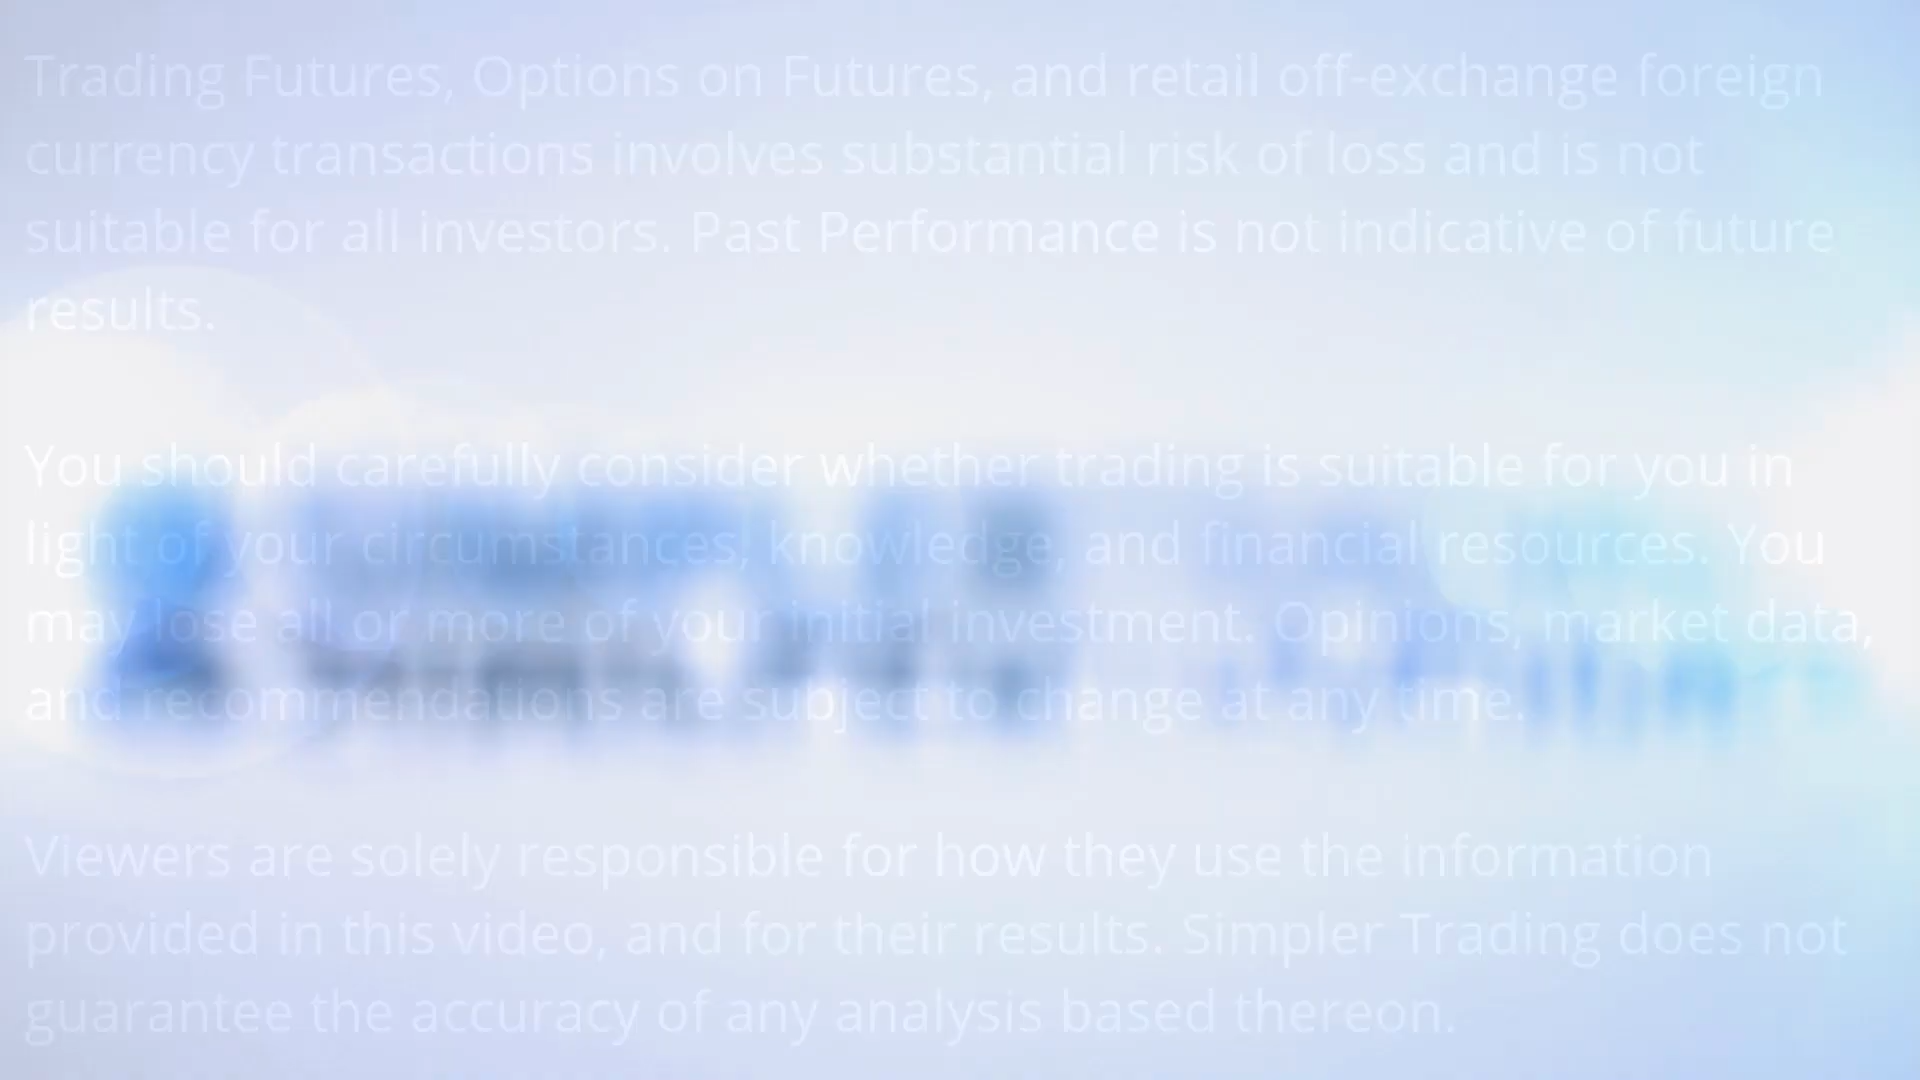 Trading Futures, Options on Futures, and retail off-exchange foreign
currency transactions involves substantial risk of loss and is not
suitable for all investors. Past Performance is not indicative of future
results.
You should carefully consider whether trading is suitable for you in
light of your circumstances, knowledge, and financial resources. You
may lose all or more of your initial investment. Opinions, market data,
and recommendations are subject to change at any time.
Viewers are solely responsible for how they use the information
provided in this video, and for their results. Simpler Trading does not
guarantee the accuracy of any analysis based thereon.